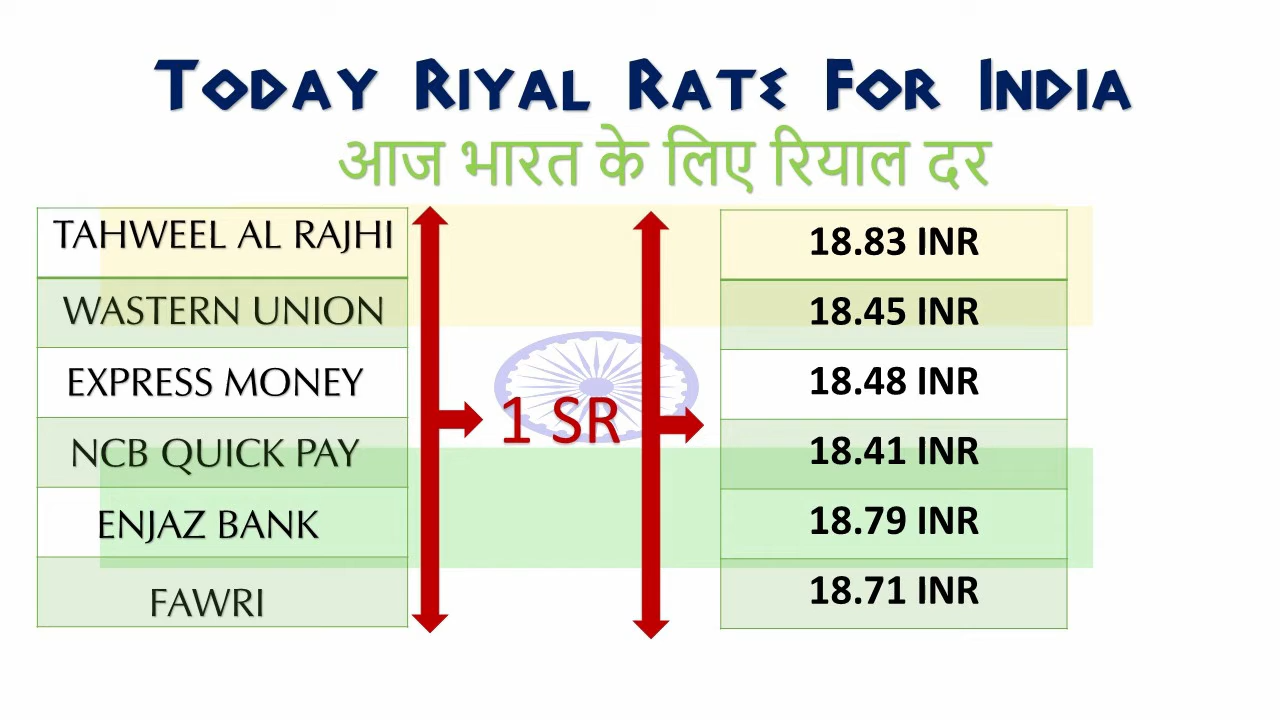 Today Riyal Rate For India
आज भारत के लिए रियाल दर
TAHWEEL AL RAJHI 18.83 INR
WASTERN UNION 18.45 INR
EXPRESS MONEY 18.48 INR
1 SR
NCB QUICK PAY 18.41 INR
ENJAZ BANK 18.79 INR
FAWRI 18.71 INR